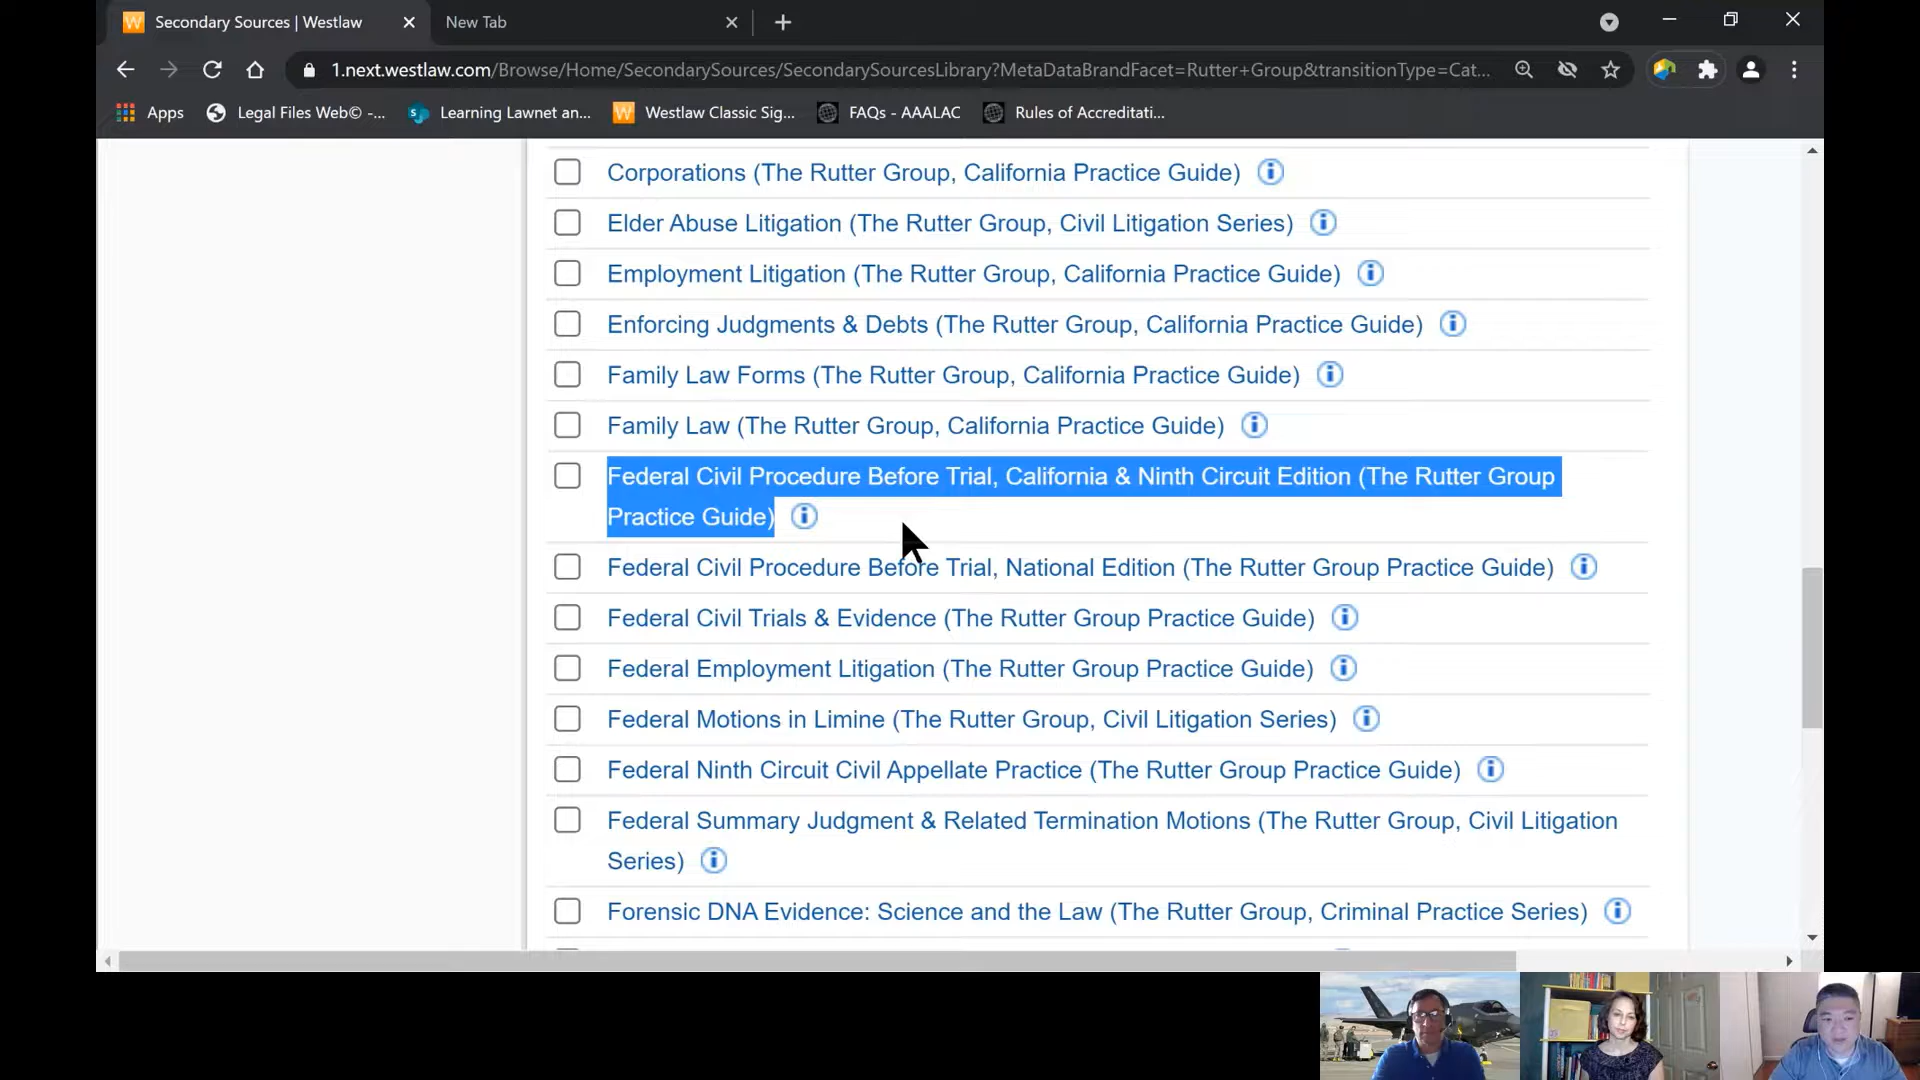 Secondary Sources | Westlaw
New Tab
1.next.westlaw.com/Browse/Home/SecondarySources/SecondarySourcesLibrary?MetaDataBrandFacet=Rutter+Group&transitionType=Cat...
Apps
Legal Files Web© -...
Learning Lawnet an...
Westlaw Classic Sig...
FAQs - AAALAC
Rules of Accreditati...
Corporations (The Rutter Group, California Practice Guide)
Elder Abuse Litigation (The Rutter Group, Civil Litigation Series)
Employment Litigation (The Rutter Group, California Practice Guide)
Enforcing Judgments & Debts (The Rutter Group, California Practice Guide)
Family Law Forms (The Rutter Group, California Practice Guide)
Family Law (The Rutter Group, California Practice Guide)
Federal Civil Procedure Before Trial, California & Ninth Circuit Edition (The Rutter Group
Practice Guide)
Federal Civil Procedure Before Trial, National Edition (The Rutter Group Practice Guide)
Federal Civil Trials & Evidence (The Rutter Group Practice Guide)
Federal Employment Litigation (The Rutter Group Practice Guide)
Federal Motions in Limine (The Rutter Group, Civil Litigation Series)
Federal Ninth Circuit Civil Appellate Practice (The Rutter Group Practice Guide)
Federal Summary Judgment & Related Termination Motions (The Rutter Group, Civil Litigation
Series)
Forensic DNA Evidence: Science and the Law (The Rutter Group, Criminal Practice Series)